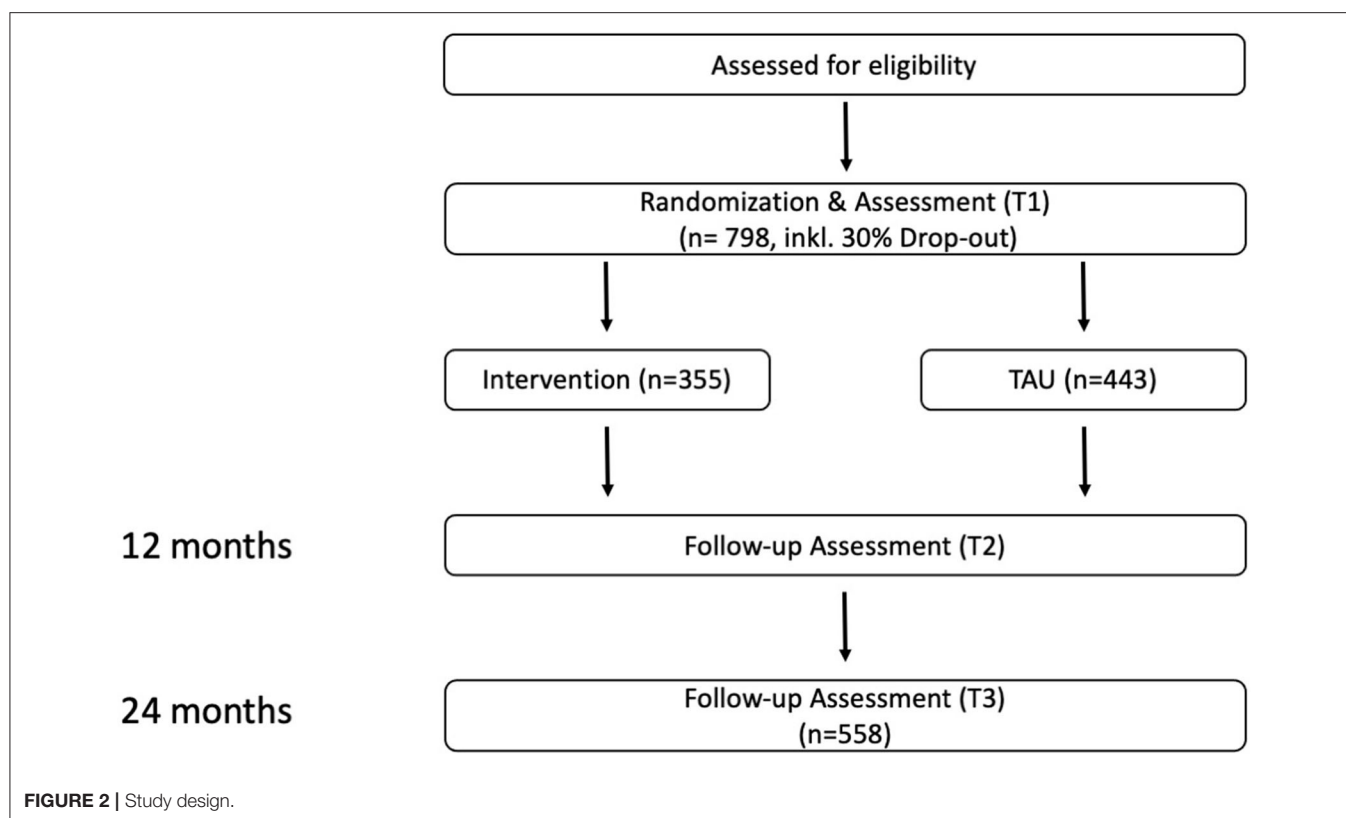 Assessed for eligibility
Randomization & Assessment (T1)
(n= 798, inkl. 30% Drop-out)
Intervention (n=355)
TAU (n=443)
12 months
Follow-up Assessment (T2)
24 months
Follow-up Assessment (T3)
(n=558)
FIGURE 2 | Study design.